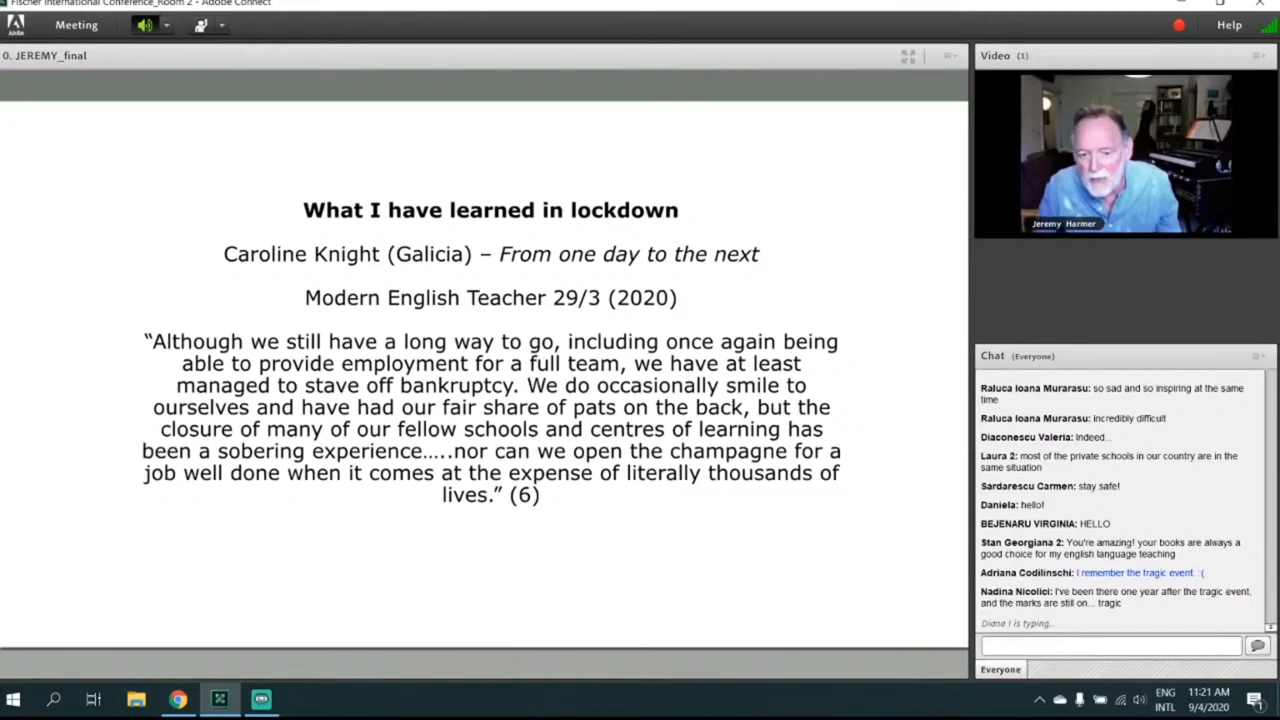 Fischer International Conference_Room 2 - Adobe Connect
Adobe
Meeting
Help
0. JEREMY_final
What I have learned in lockdown
Caroline Knight (Galicia) – From one day to the next
Modern English Teacher 29/3 (2020)
“Although we still have a long way to go, including once again being
able to provide employment for a full team, we have at least
managed to stave off bankruptcy. We do occasionally smile to
ourselves and have had our fair share of pats on the back, but the
closure of many of our fellow schools and centres of learning has
been a sobering experience…..nor can we open the champagne for a
job well done when it comes at the expense of literally thousands of
lives.” (6)
Video (1)
Jeremy Harmer
Chat (Everyone)
Raluca Ioana Murarasu: so sad and so inspiring at the same
time
Raluca Ioana Murarasu: incredibly difficult
Diaconescu Valeria: Indeed...
Laura 2: most of the private schools in our country are in the
same situation
Sardarescu Carmen: stay safe!
Daniela: hello!
BEJENARU VIRGINIA: HELLO
Stan Georgiana 2: You're amazing! your books are always a
good choice for my english language teaching
Adriana Codilinschi: I remember the tragic event. :(
Nadina Nicolici: I've been there one year after the tragic event,
and the marks are still on... tragic
Diana I is typing...
Everyone
ENG
INTL
11:21 AM
9/4/2020